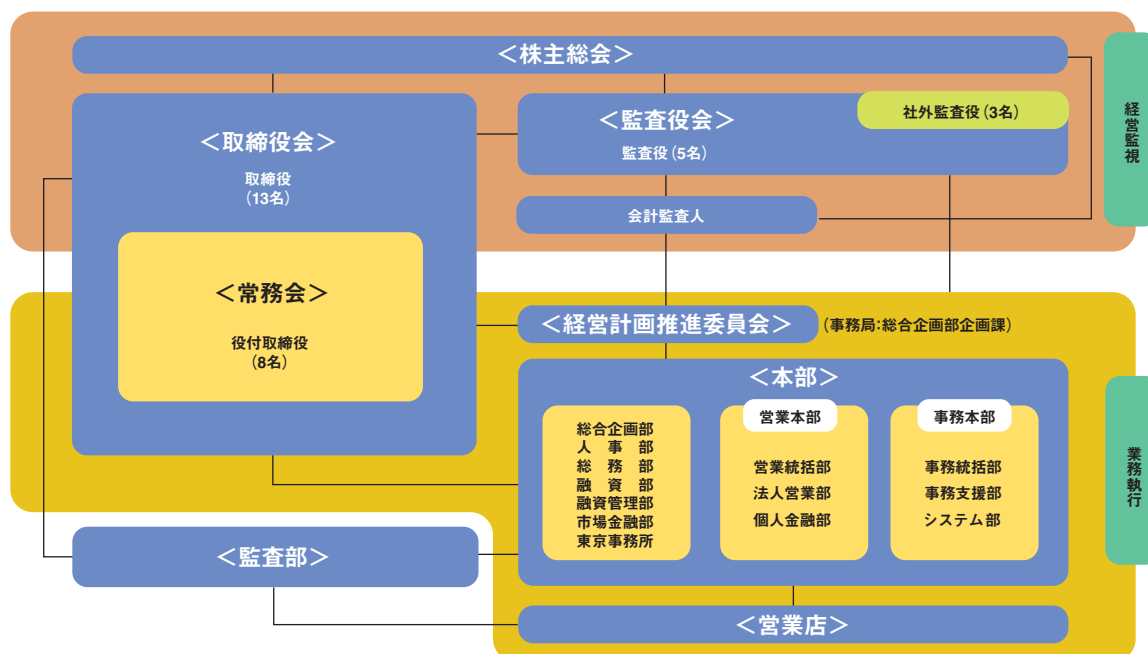 ＜株主総会＞
＜取締役会＞
取締役
(13名)
＜常務会＞
役付取締役
(8名)
＜監査役会＞
監査役(5名)
社外監査役(3名)
会計監査人
経営監視
＜経営計画推進委員会＞
(事務局:総合企画部企画課)
＜本部＞
総合企画部
人　事　部
総　務　部
融　資　部
融資管理部
市場金融部
東京事務所
営業本部
営業統括部
法人営業部
個人金融部
事務本部
事務統括部
事務支援部
システム部
業務執行
＜監査部＞
＜営業店＞